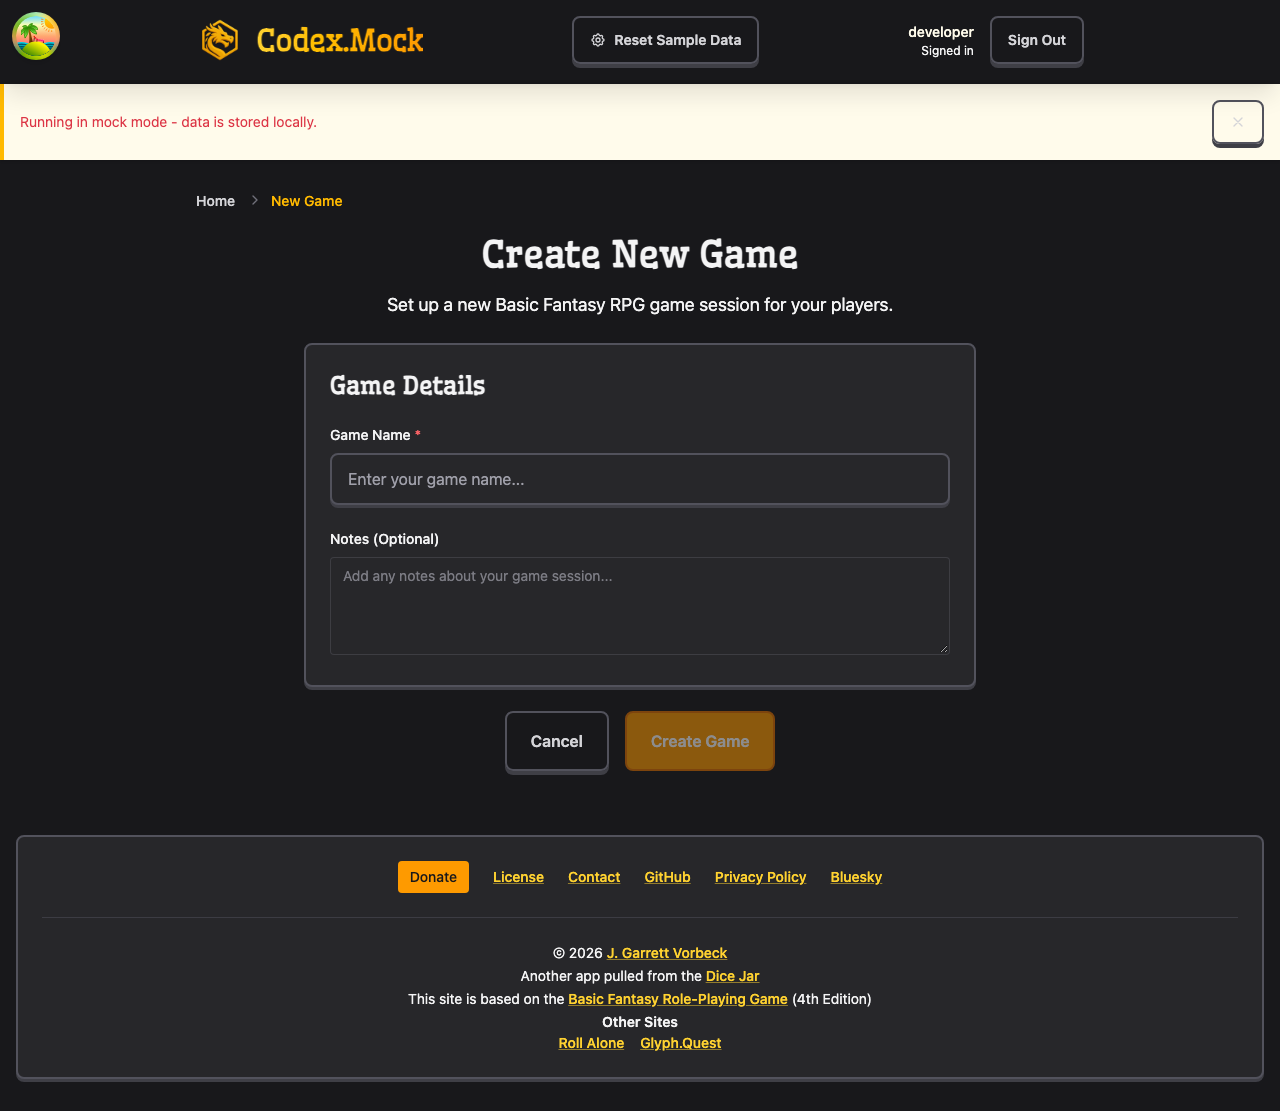 Codex.Mock
Reset Sample Data
developer
Signed in
Sign Out
Running in mock mode - data is stored locally.
Home
New Game
Create New Game
Set up a new Basic Fantasy RPG game session for your players.
Game Details
Game Name *
Enter your game name...
Notes (Optional)
Add any notes about your game session...
Cancel
Create Game
Donate License Contact GitHub Privacy Policy Bluesky
© 2026 J. Garrett Vorbeck
Another app pulled from the Dice Jar
This site is based on the Basic Fantasy Role-Playing Game (4th Edition)
Other Sites
Roll Alone Glyph.Quest